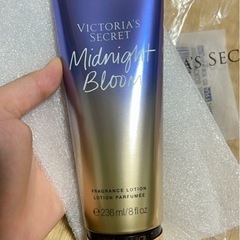 VICTORIA'S
SECRET
Midnight
Bloom
FRAGRANCE LOTION
LOTION PARFUMÉE
℮ 236 ml/8 fl oz